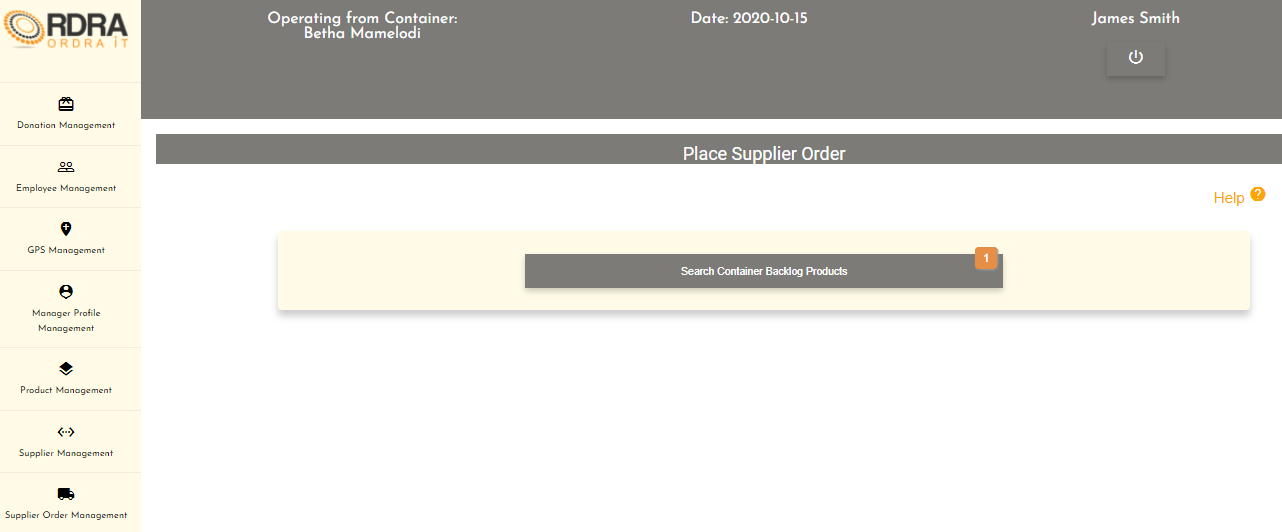 ORDRA
ORDRA IT
Operating from Container:
Betha Mamelodi
Date: 2020-10-15
James Smith
Donation Management
Employee Management
GPS Management
Manager Profile
Management
Product Management
Supplier Management
Supplier Order Management
Place Supplier Order
Help ?
1
Search Container Backlog Products